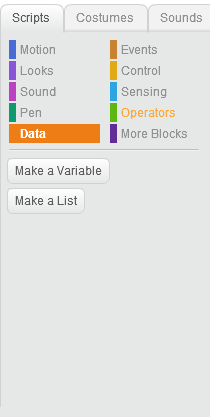 Scripts Costumes Sounds
Motion Events
Looks Control
Sound Sensing
Pen Operators
Data More Blocks
Make a Variable
Make a List